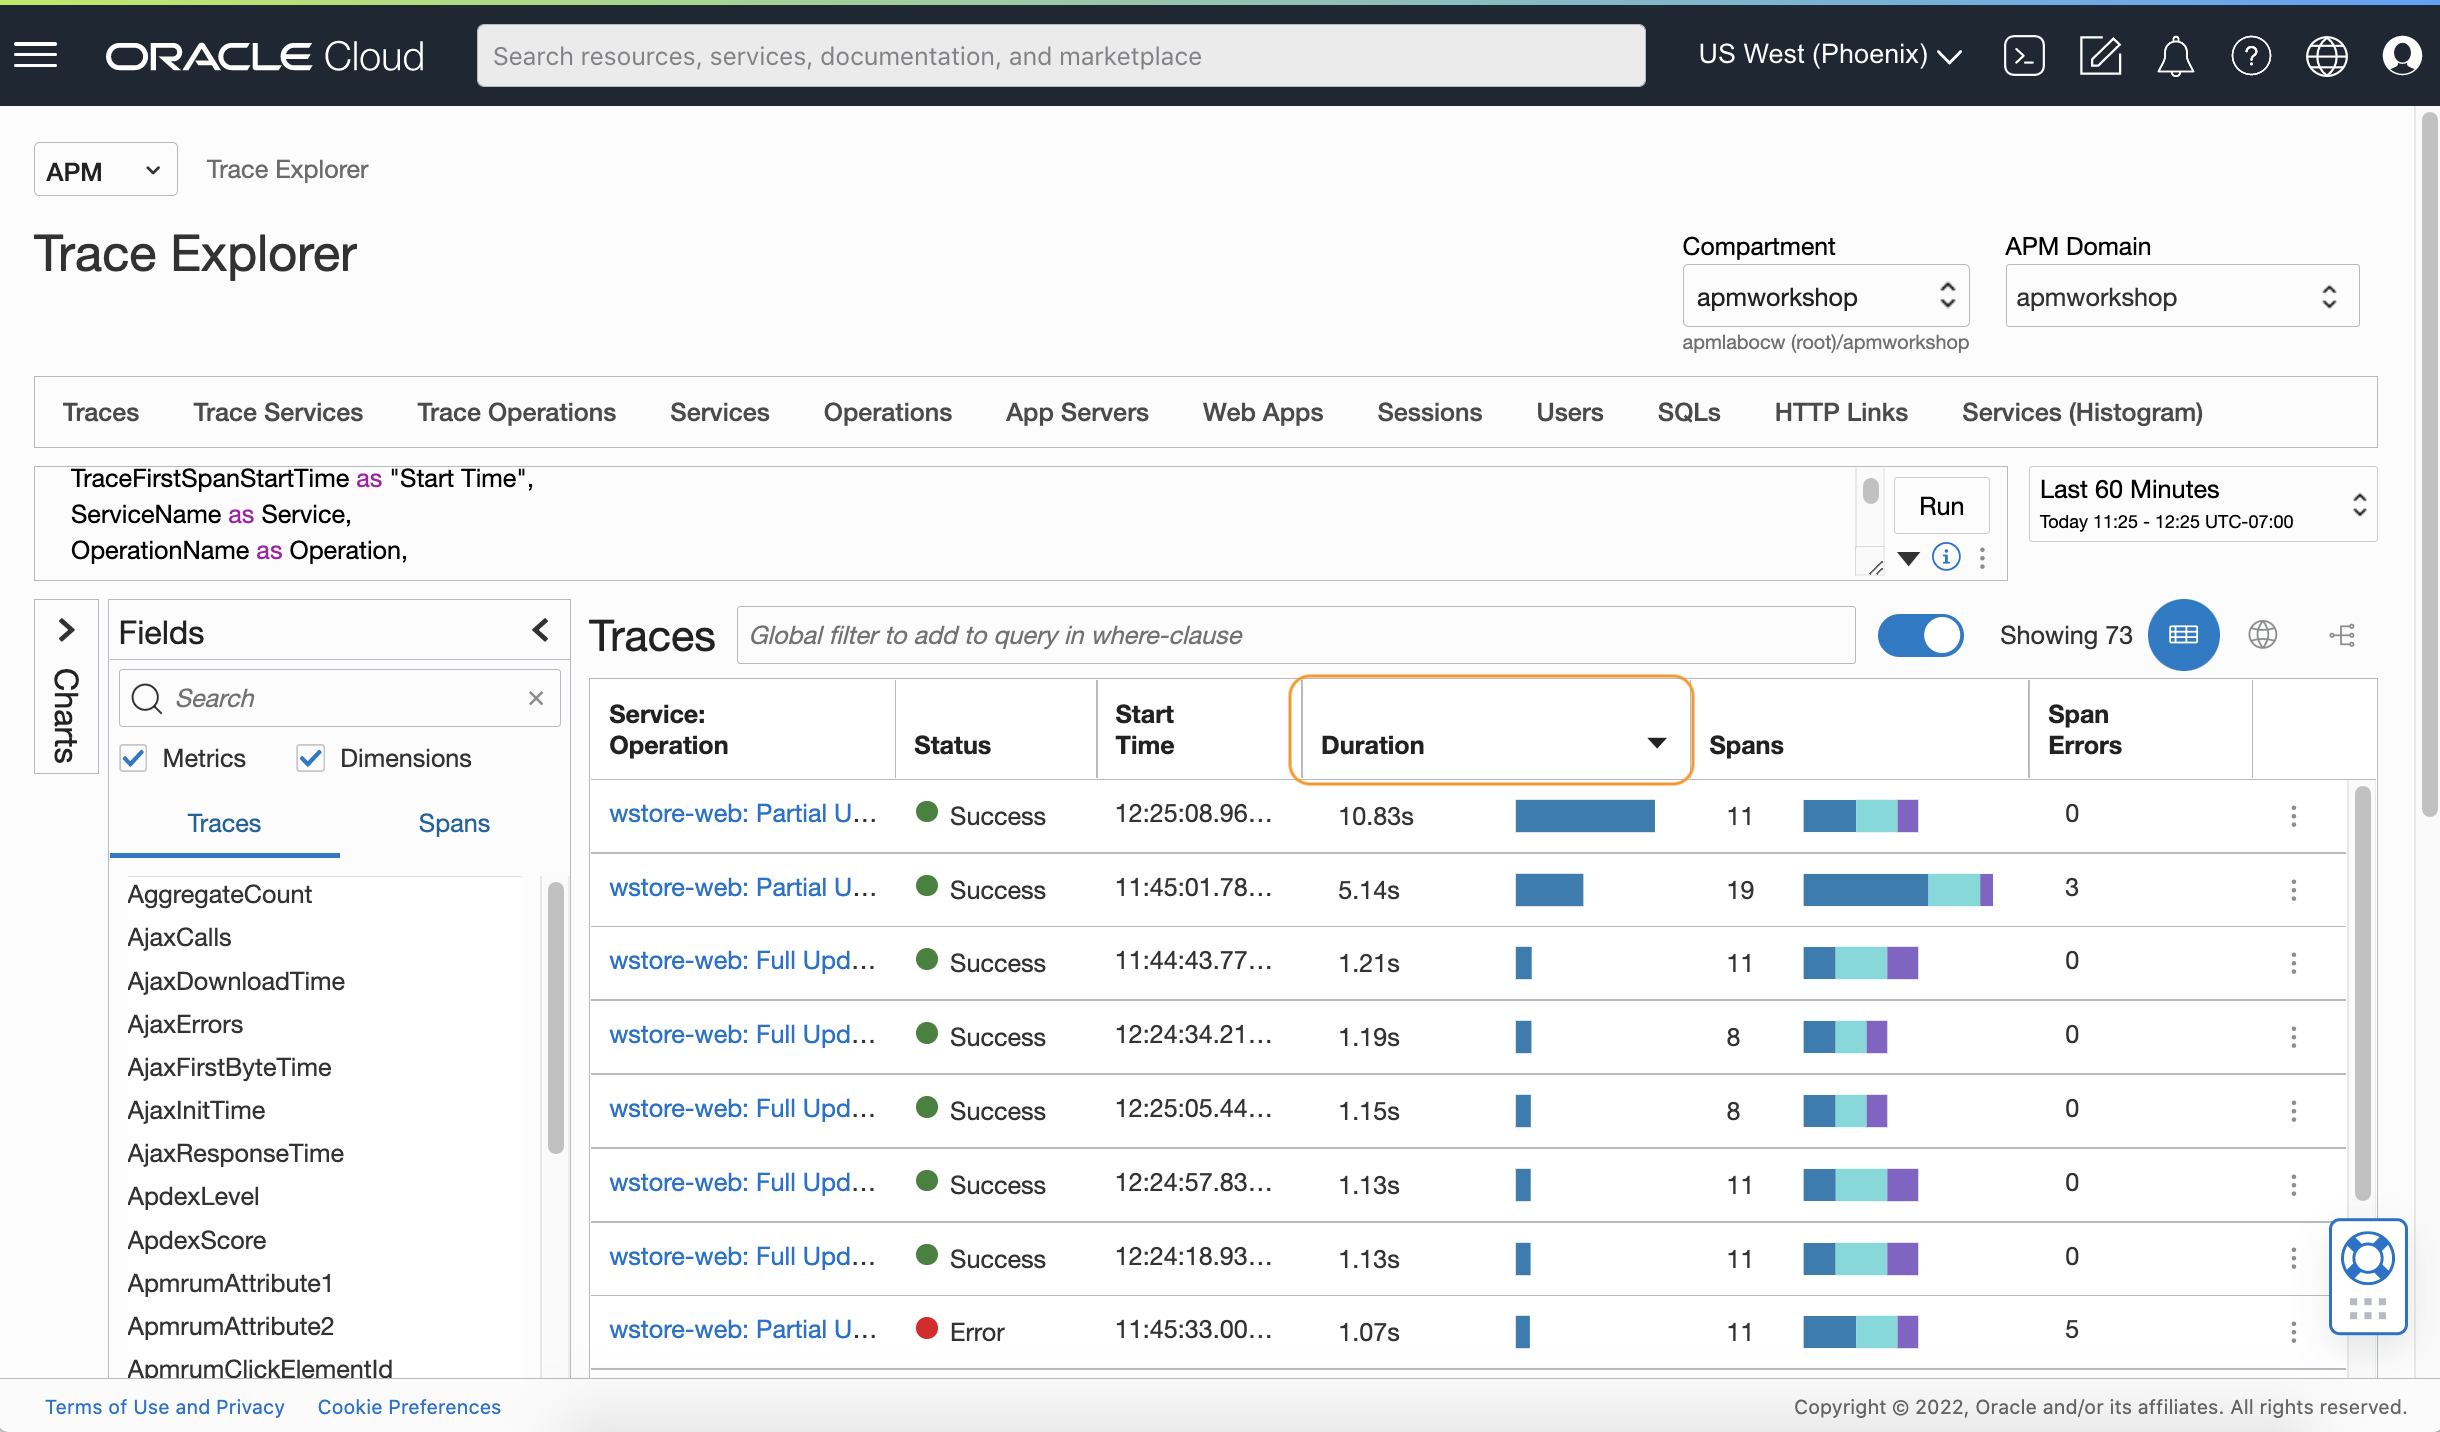 ORACLE Cloud
Search resources, services, documentation, and marketplace
US West (Phoenix)
APM
Trace Explorer
Trace Explorer
Compartment
APM Domain
apmworkshop
apmworkshop
apmlabocw (root)/apmworkshop
Traces Trace Services Trace Operations Services Operations App Servers Web Apps Sessions Users SQLs HTTP Links Services (Histogram)
TraceFirstSpanStartTime as "Start Time",
ServiceName as Service,
OperationName as Operation,
Run
Last 60 Minutes
Today 11:25 - 12:25 UTC-07:00
Charts
Fields
Search
Metrics Dimensions
Traces Spans
AggregateCount
AjaxCalls
AjaxDownloadTime
AjaxErrors
AjaxFirstByteTime
AjaxInitTime
AjaxResponseTime
ApdexLevel
ApdexScore
ApmrumAttribute1
ApmrumAttribute2
ApmrumClickElementId
Traces
Global filter to add to query in where-clause
Showing 73
Service: Operation Status Start Time Duration Spans Span Errors
wstore-web: Partial U... Success 12:25:08.96... 10.83s 11 0
wstore-web: Partial U... Success 11:45:01.78... 5.14s 19 3
wstore-web: Full Upd... Success 11:44:43.77... 1.21s 11 0
wstore-web: Full Upd... Success 12:24:34.21... 1.19s 8 0
wstore-web: Full Upd... Success 12:25:05.44... 1.15s 8 0
wstore-web: Full Upd... Success 12:24:57.83... 1.13s 11 0
wstore-web: Full Upd... Success 12:24:18.93... 1.13s 11 0
wstore-web: Partial U... Error 11:45:33.00... 1.07s 11 5
Terms of Use and Privacy Cookie Preferences
Copyright © 2022, Oracle and/or its affiliates. All rights reserved.